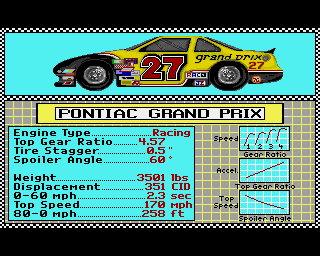 grand prix
27
27
PONTIAC GRAND PRIX
Engine Type..............Racing
Top Gear Ratio.....4.57
Tire Stagger...........0.5"
Spoiler Angle..........60°
Weight..................3501 lbs
Displacement........351 CID
0-60 mph...............2.3 sec
Top Speed.............170 mph
80-0 mph...............258 ft
Speed
1 2 3 4
Gear Ratio
Accel.
Top Gear Ratio
Top
Speed
Spoiler Angle